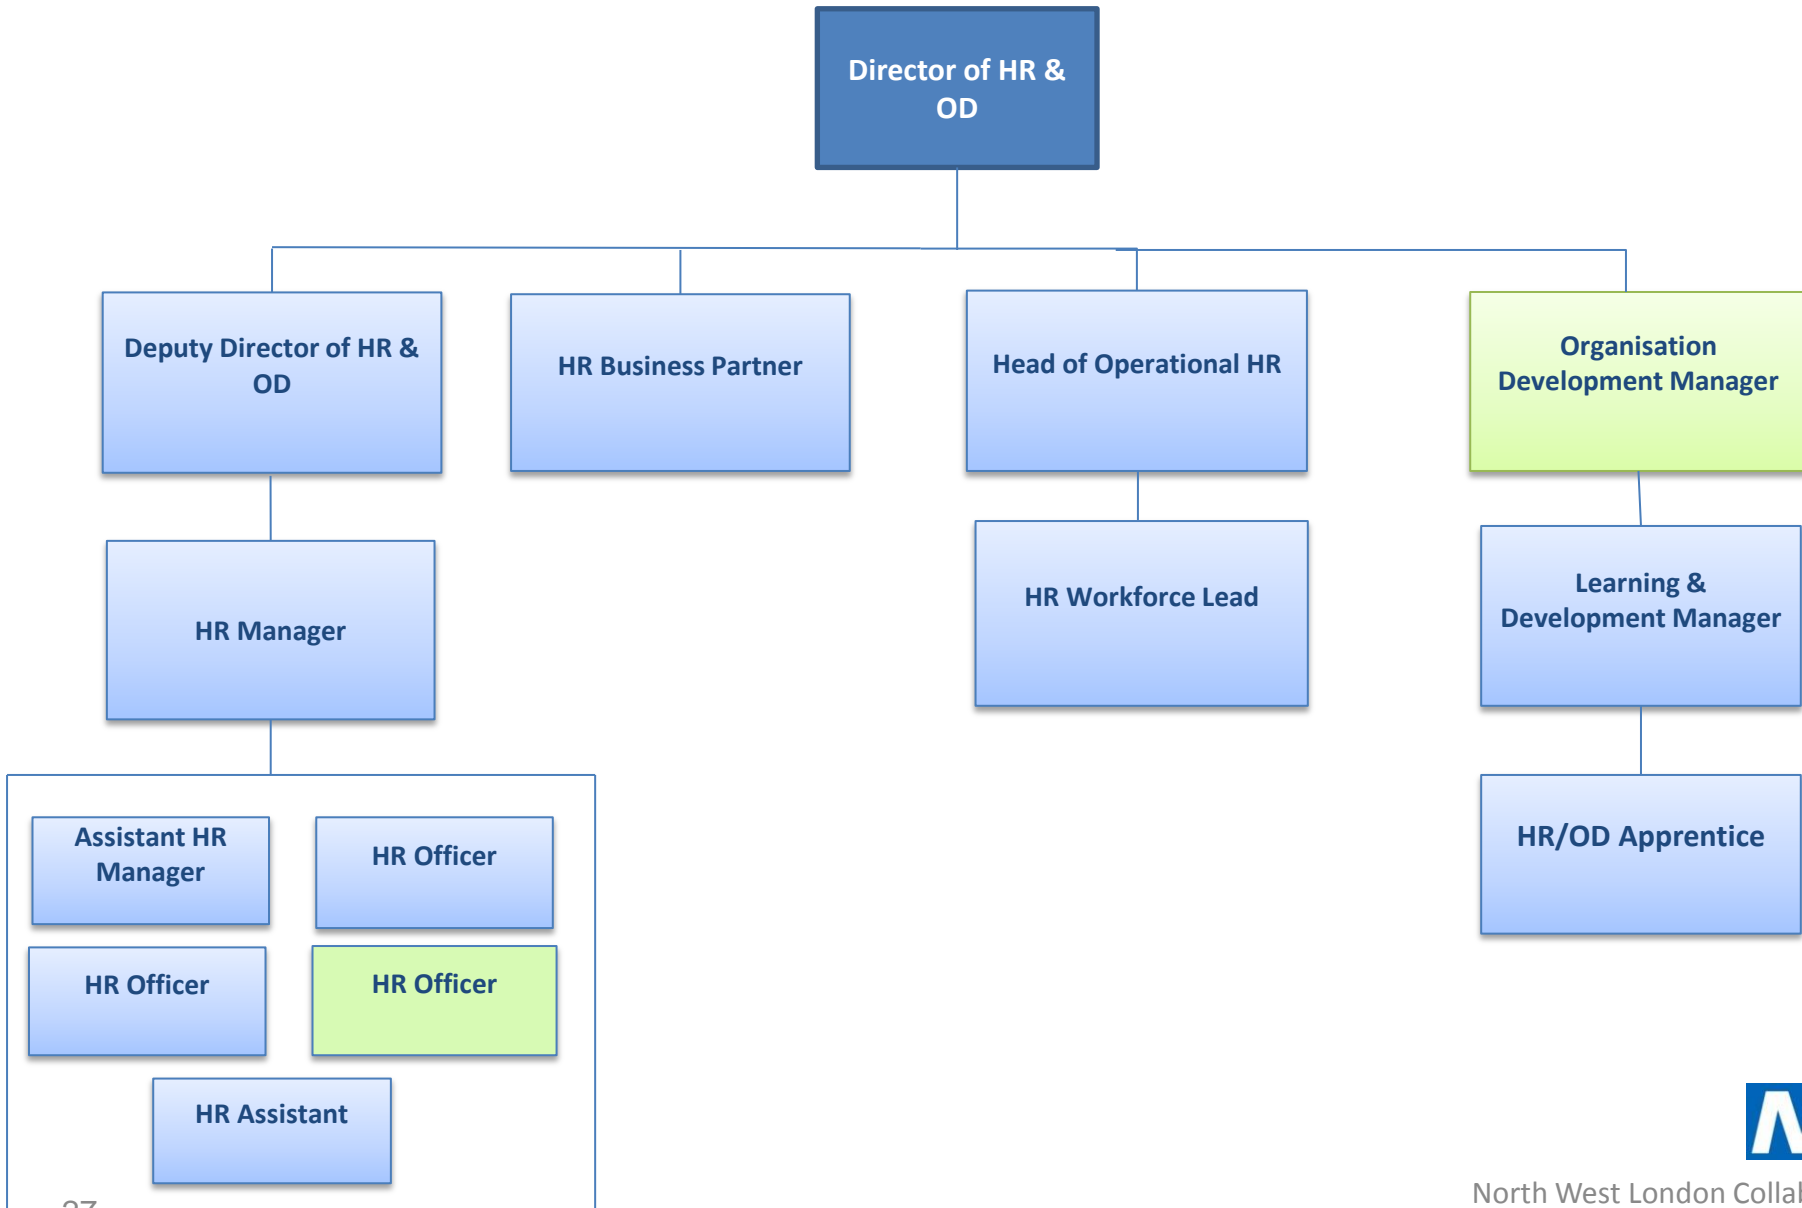 Director of HR &
OD
Deputy Director of HR &
OD
HR Business Partner
Head of Operational HR
Organisation
Development Manager
HR Manager
HR Workforce Lead
Learning &
Development Manager
Assistant HR
Manager
HR Officer
HR/OD Apprentice
HR Officer
HR Officer
HR Assistant
North West London